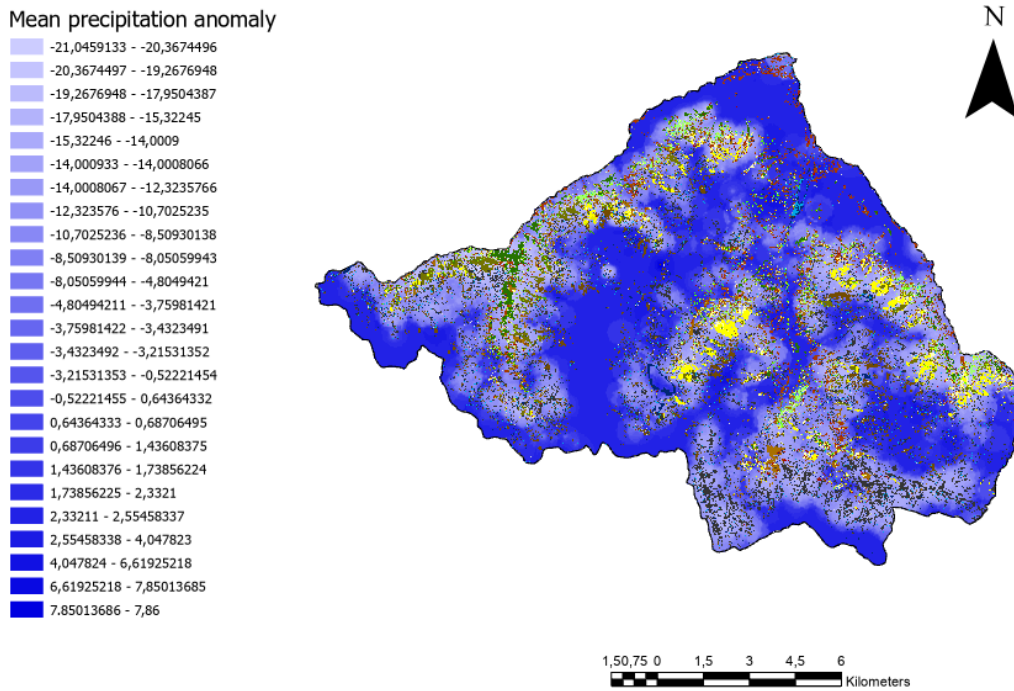 Mean precipitation anomaly
N
-21,0459133 - -20,3674496
-20,3674497 - -19,2676948
-19,2676948 - -17,9504387
-17,9504388 - -15,32245
-15,32246 - -14,0009
-14,000933 - -14,0008066
-14,0008067 - -12,3235766
-12,323576 - -10,7025235
-10,7025236 - -8,50930138
-8,50930139 - -8,05059943
-8,05059944 - -4,8049421
-4,80494211 - -3,75981421
-3,75981422 - -3,4323491
-3,4323492 - -3,21531352
-3,21531353 - -0,52221454
-0,52221455 - 0,64364332
0,64364333 - 0,68706495
0,68706496 - 1,43608375
1,43608376 - 1,73856224
1,73856225 - 2,3321
2,33211 - 2,55458337
2,55458338 - 4,047823
4,047824 - 6,61925218
6,61925218 - 7,85013685
7.85013686 - 7,86
1,50,75 0 1,5 3 4,5 6
Kilometers